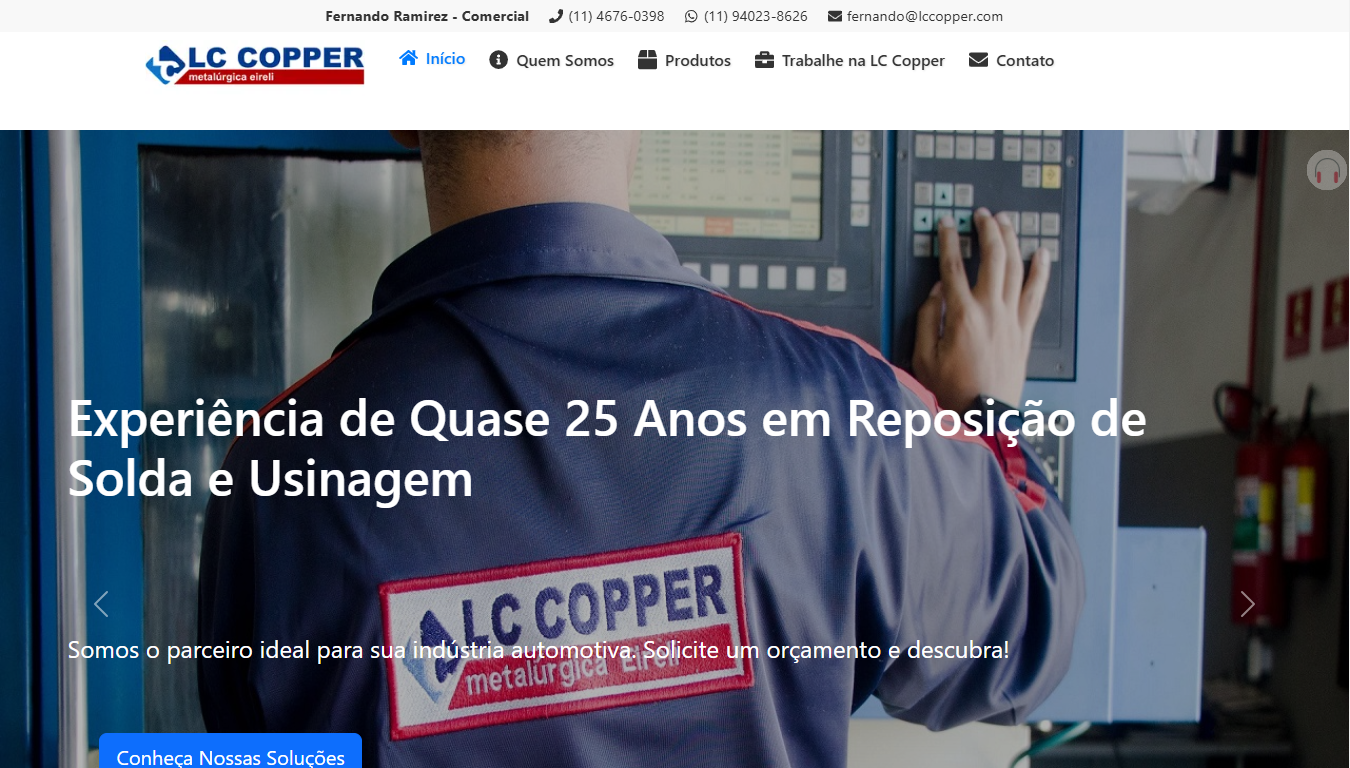 Fernando Ramirez - Comercial (11) 4676-0398 (11) 94023-8626 fernando@lccopper.com
LC COPPER
metalúrgica eireli
Início Quem Somos Produtos Trabalhe na LC Copper Contato
Experiência de Quase 25 Anos em Reposição de
Solda e Usinagem
LC COPPER
metalúrgica Eireli
Somos o parceiro ideal para sua indústria automotiva. Solicite um orçamento e descubra!
Conheça Nossas Soluções